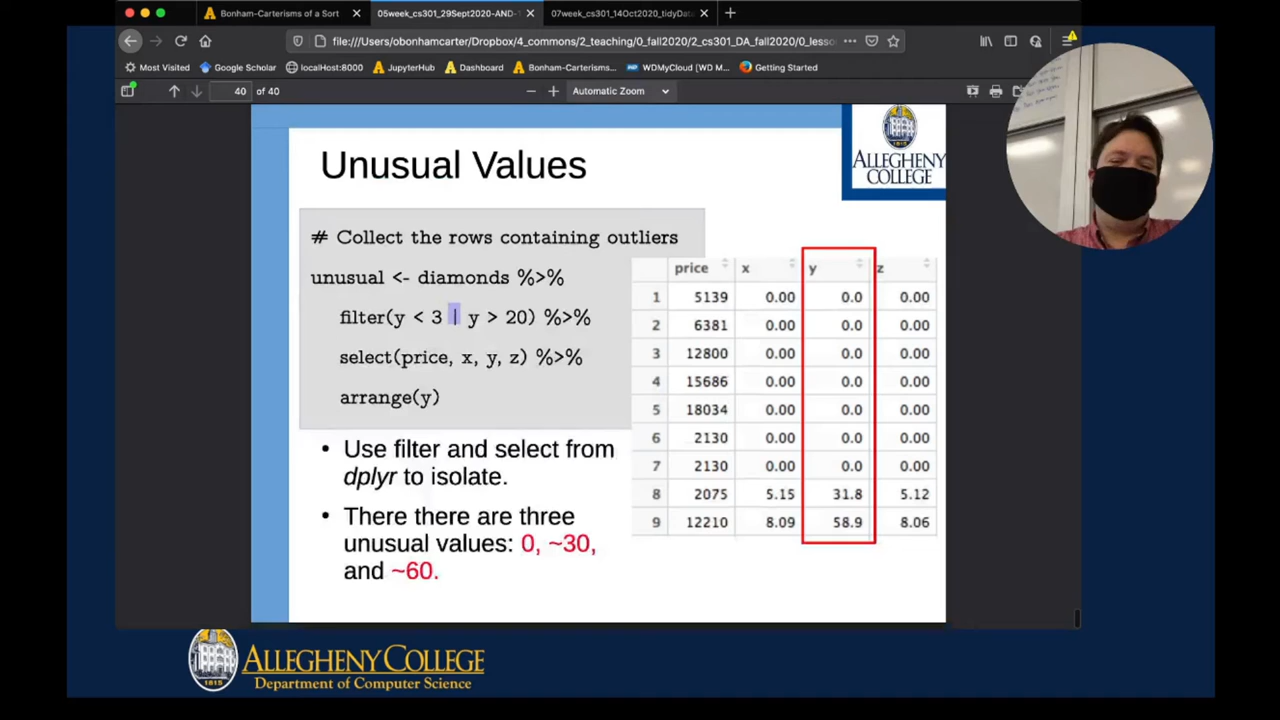 Bonham-Carterisms of a Sort
05week_cs301_29Sept2020-AND-
07week_cs301_14Oct2020_tidyDat
file:///Users/obonhamcarter/Dropbox/4_commons/2_teaching/0_fall2020/2_cs301_DA_fall2020/0_lesso
Most Visited
Google Scholar
localHost:8000
JupyterHub
Dashboard
Bonham-Carterisms...
WDMyCloud (WD M...
Getting Started
40 of 40
Automatic Zoom
ALLEGHENY
COLLEGE
Unusual Values
# Collect the rows containing outliers
unusual <- diamonds %>%
filter(y < 3 | y > 20) %>%
select(price, x, y, z) %>%
arrange(y)
price x y z
1 5139 0.00 0.0 0.00
2 6381 0.00 0.0 0.00
3 12800 0.00 0.0 0.00
4 15686 0.00 0.0 0.00
5 18034 0.00 0.0 0.00
6 2130 0.00 0.0 0.00
7 2130 0.00 0.0 0.00
8 2075 5.15 31.8 5.12
9 12210 8.09 58.9 8.06
• Use filter and select from
dplyr to isolate.
• There there are three
unusual values: 0, ~30,
and ~60.
1815
ALLEGHENY COLLEGE
Department of Computer Science